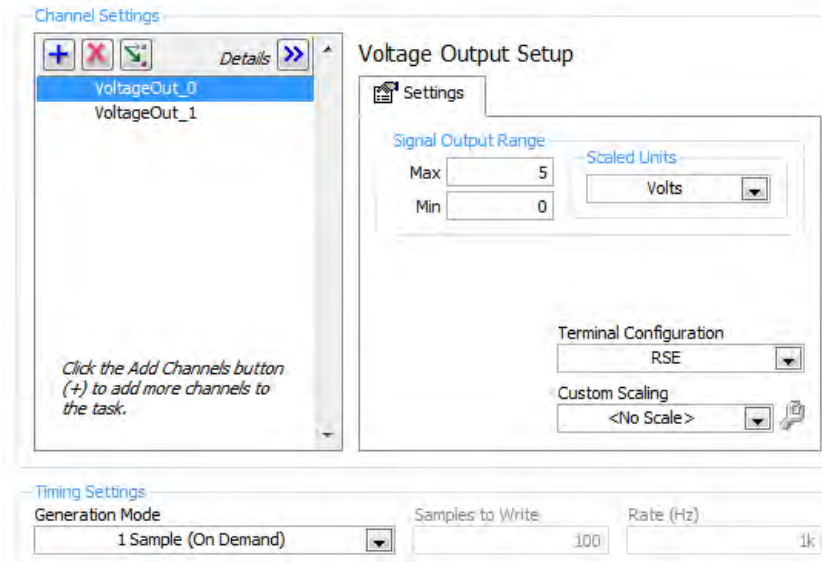 Channel Settings
Details
VoltageOut_0
VoltageOut_1
Click the Add Channels button
(+) to add more channels to
the task.
Voltage Output Setup
Settings
Signal Output Range
Max 5
Min 0
Scaled Units
Volts
Terminal Configuration
RSE
Custom Scaling
<No Scale>
Timing Settings
Generation Mode
1 Sample (On Demand)
Samples to Write
100
Rate (Hz)
1k